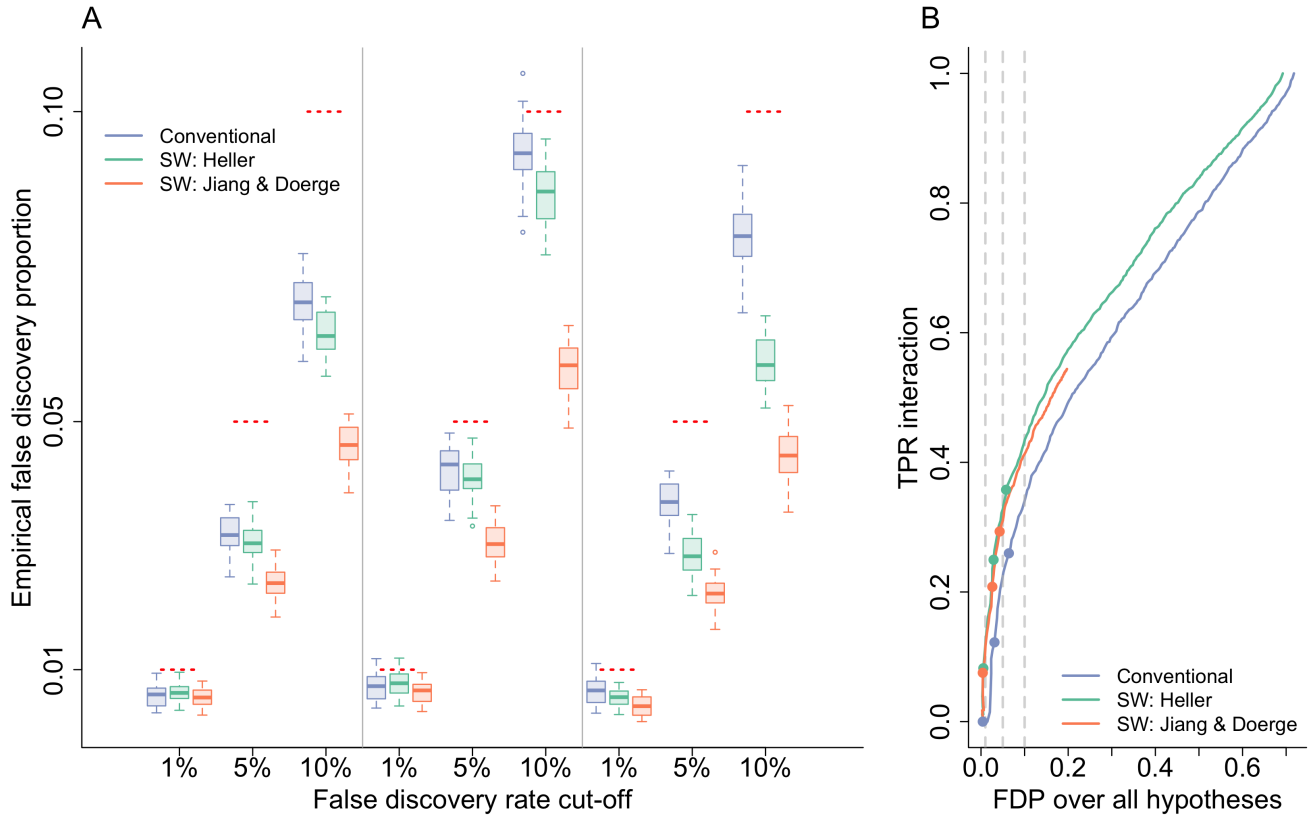 A
Empirical false discovery proportion
0.10
0.05
0.01
Conventional
SW: Heller
SW: Jiang & Doerge
1% 5% 10% 1% 5% 10% 1% 5% 10%
False discovery rate cut-off
B
TPR interaction
1.0
0.8
0.6
0.4
0.2
0.0
Conventional
SW: Heller
SW: Jiang & Doerge
0.0 0.2 0.4 0.6
FDP over all hypotheses